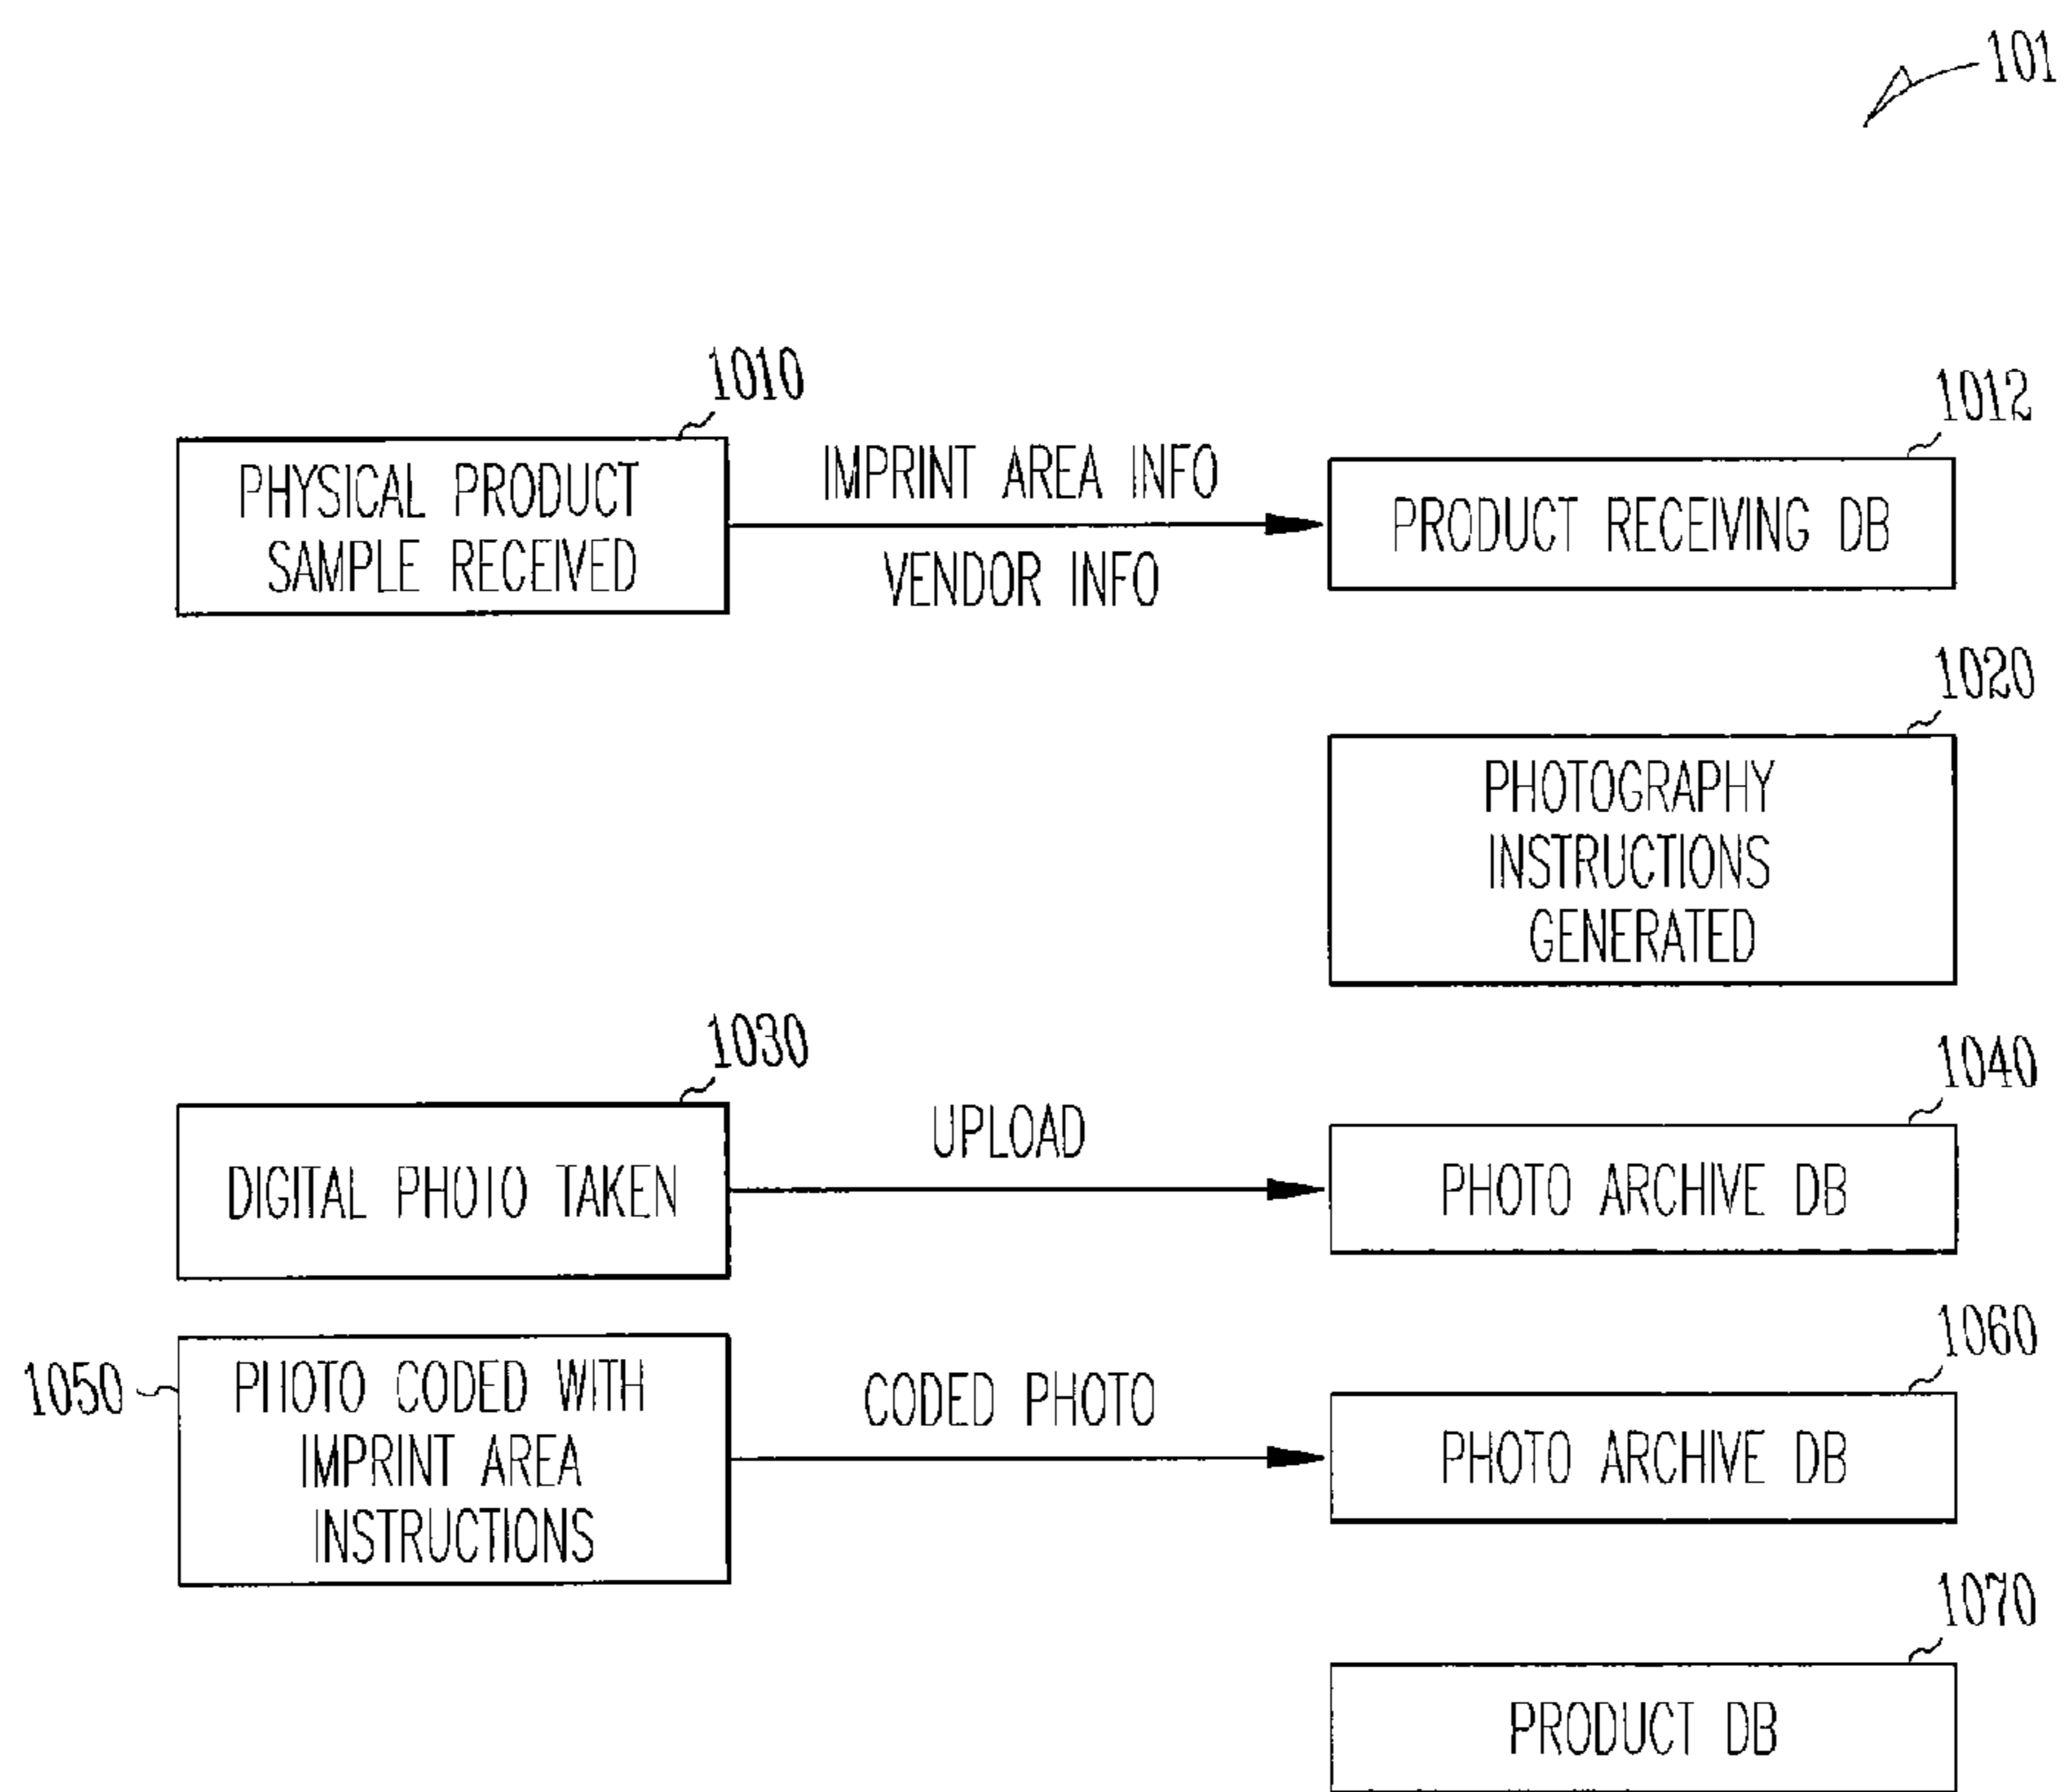 101
1010
PHYSICAL PRODUCT
SAMPLE RECEIVED
IMPRINT AREA INFO
VENDOR INFO
1012
PRODUCT RECEIVING DB
1020
PHOTOGRAPHY
INSTRUCTIONS
GENERATED
1030
DIGITAL PHOTO TAKEN
UPLOAD
1040
PHOTO ARCHIVE DB
1050
PHOTO CODED WITH
IMPRINT AREA
INSTRUCTIONS
CODED PHOTO
1060
PHOTO ARCHIVE DB
1070
PRODUCT DB